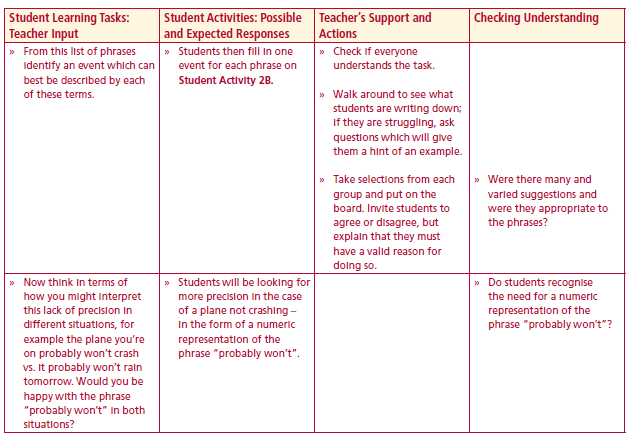 Student Learning Tasks:
Teacher Input
Student Activities: Possible
and Expected Responses
Teacher's Support and
Actions
Checking Understanding
» From this list of phrases
identify an event which can
best be described by each
of these terms.
» Students then fill in one
event for each phrase on
Student Activity 2B.
» Check if everyone
understands the task.
» Walk around to see what
students are writing down;
if they are struggling, ask
questions which will give
them a hint of an example.
» Take selections from each
group and put on the
board. Invite students to
agree or disagree, but
explain that they must
have a valid reason for
doing so.
» Were there many and
varied suggestions and
were they appropriate to
the phrases?
» Now think in terms of
how you might interpret
this lack of precision in
different situations, for
example the plane you're
on probably won't crash
vs. it probably won't rain
tomorrow. Would you be
happy with the phrase
"probably won't" in both
situations?
» Students will be looking for
more precision in the case
of a plane not crashing –
in the form of a numeric
representation of the
phrase "probably won't".
» Do students recognise
the need for a numeric
representation of the
phrase "probably won't"?